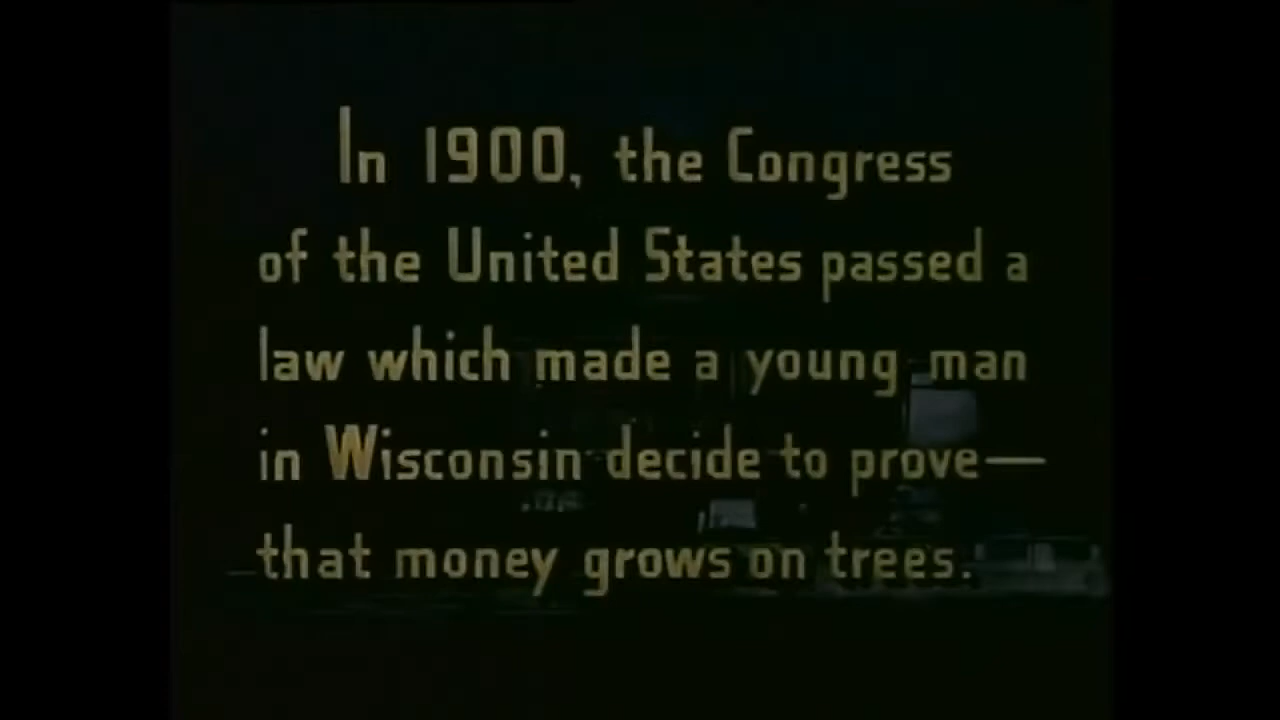 In 1900, the Congress
of the United States passed a
law which made a young man
in Wisconsin decide to prove—
that money grows on trees.